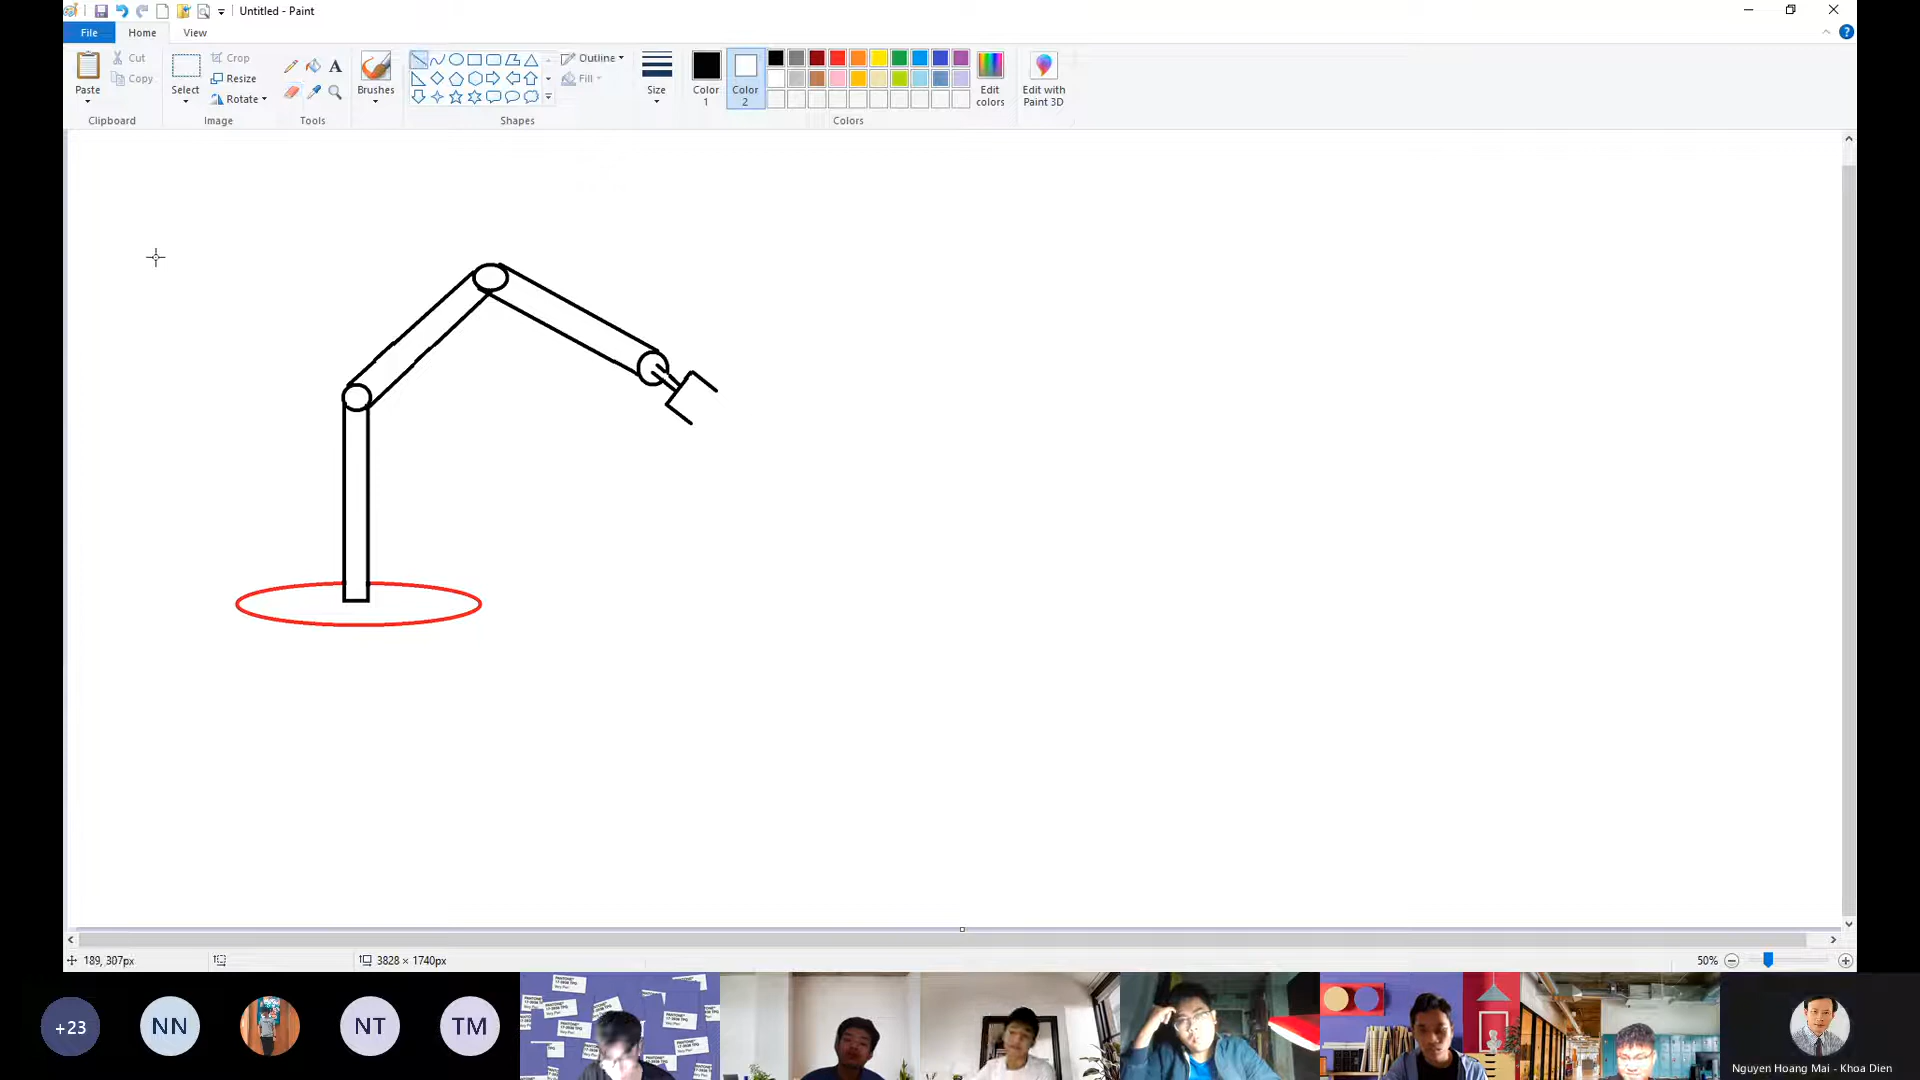 Untitled - Paint
File
Home
View
Paste
Cut
Copy
Clipboard
Select
Crop
Resize
Rotate
Image
A
Tools
Brushes
Outline
Fill
Shapes
Size
Color
1
Color
2
Edit
colors
Colors
Edit with
Paint 3D
?
189, 307px
3828 × 1740px
50%
+23
NN
NT
TM
Nguyen Hoang Mai - Khoa Dien